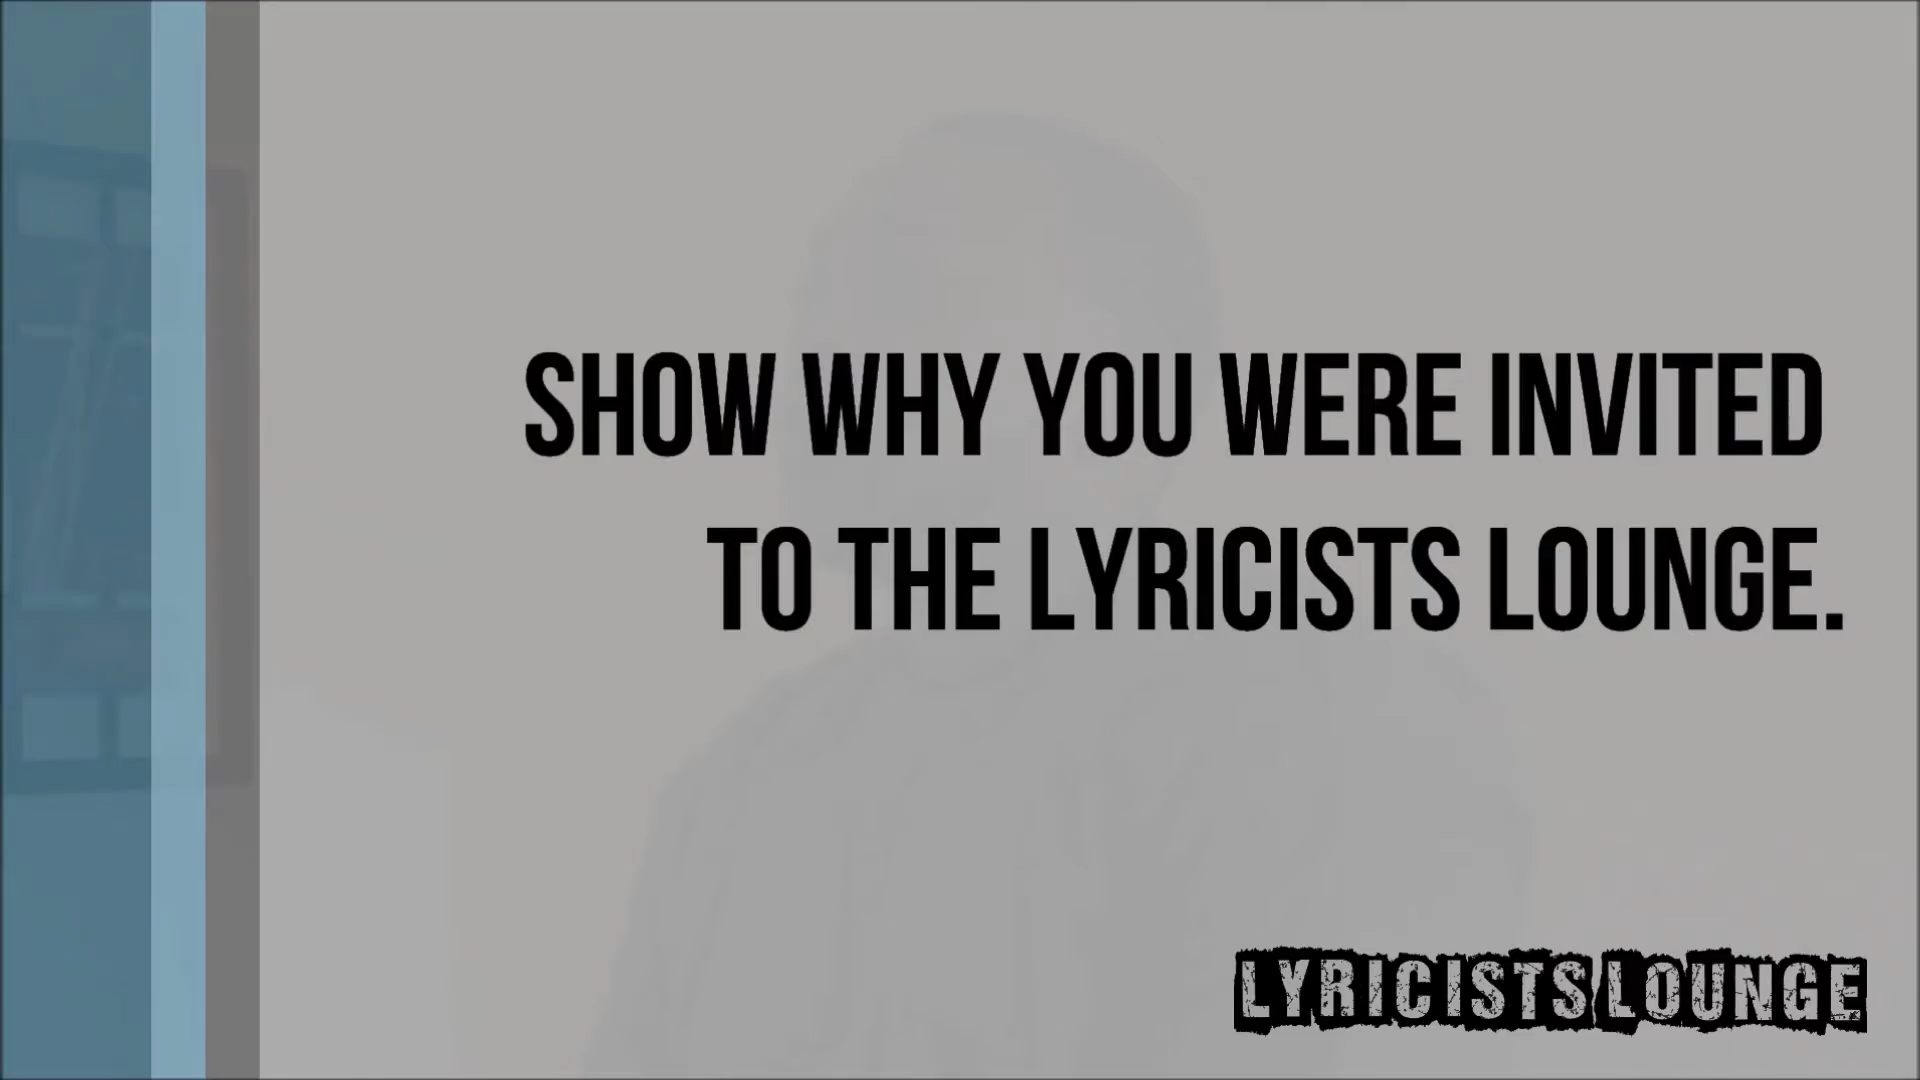 SHOW WHY YOU WERE INVITED
TO THE LYRICISTS LOUNGE.
LYRICISTS LOUNGE